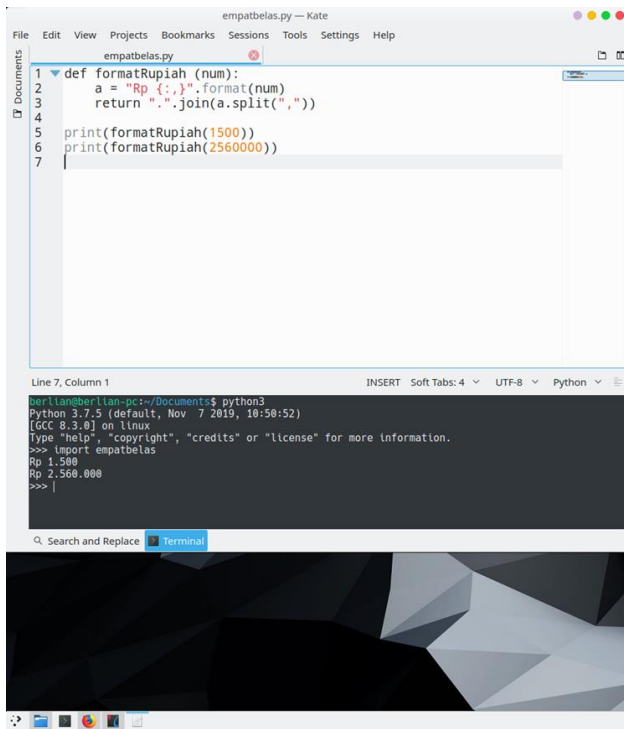 empatbelas.py — Kate
File Edit View Projects Bookmarks Sessions Tools Settings Help
Documents
empatbelas.py
1 def formatRupiah (num):
2     a = "Rp {:,}".format(num)
3     return ".".join(a.split(","))
4
5 print(formatRupiah(1500))
6 print(formatRupiah(2560000))
7
Line 7, Column 1 INSERT Soft Tabs: 4 UTF-8 Python
berlian@berlian-pc:~/Documents$ python3
Python 3.7.5 (default, Nov  7 2019, 10:50:52)
[GCC 8.3.0] on linux
Type "help", "copyright", "credits" or "license" for more information.
>>> import empatbelas
Rp 1.500
Rp 2.560.000
>>>
Search and Replace Terminal